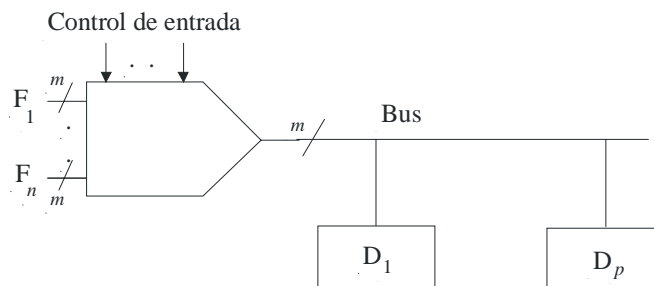 Control de entrada
. .
m
F1
.
.
Fn
m
m
Bus
D1
Dp